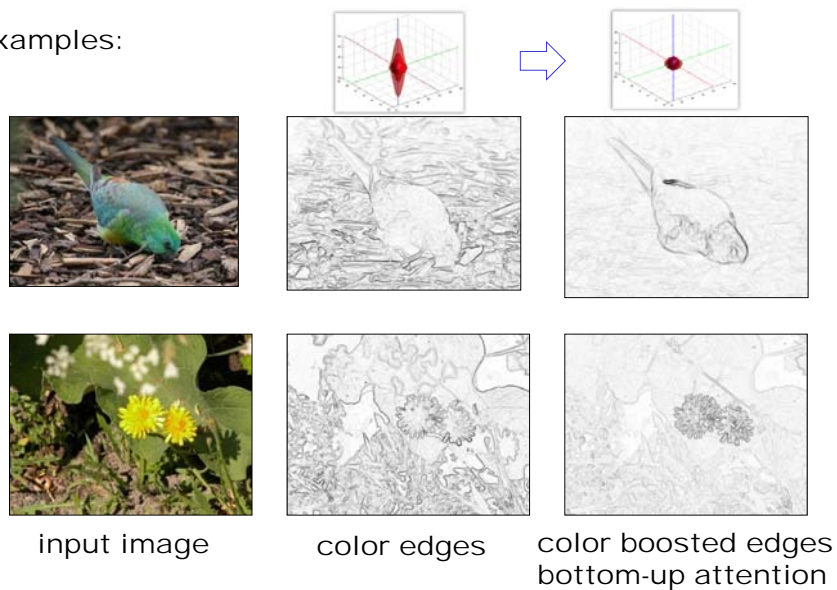 xamples:
input image
color edges
color boosted edges
bottom-up attention